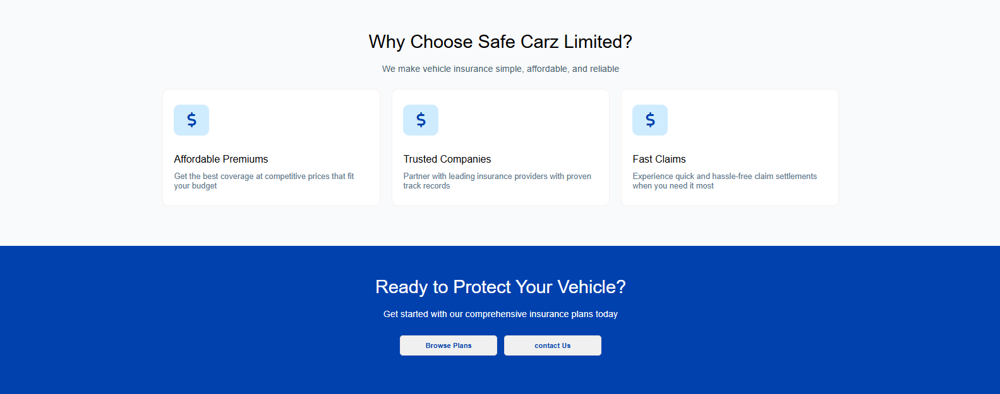 Why Choose Safe Carz Limited?
We make vehicle insurance simple, affordable, and reliable
$
Affordable Premiums
Get the best coverage at competitive prices that fit
your budget
$
Trusted Companies
Partner with leading insurance providers with proven
track records
$
Fast Claims
Experience quick and hassle-free claim settlements
when you need it most
Ready to Protect Your Vehicle?
Get started with our comprehensive insurance plans today
Browse Plans
contact Us